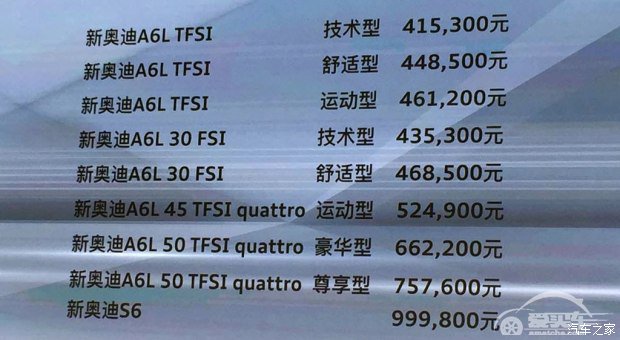 新奥迪A6L TFSI 技术型 415,300元
新奥迪A6L TFSI 舒适型 448,500元
新奥迪A6L TFSI 运动型 461,200元
新奥迪A6L 30 FSI 技术型 435,300元
新奥迪A6L 30 FSI 舒适型 468,500元
新奥迪A6L 45 TFSI quattro 运动型 524,900元
新奥迪A6L 50 TFSI quattro 豪华型 662,200元
新奥迪A6L 50 TFSI quattro 尊享型 757,600元
新奥迪S6 999,800元
爱买车
汽车之家